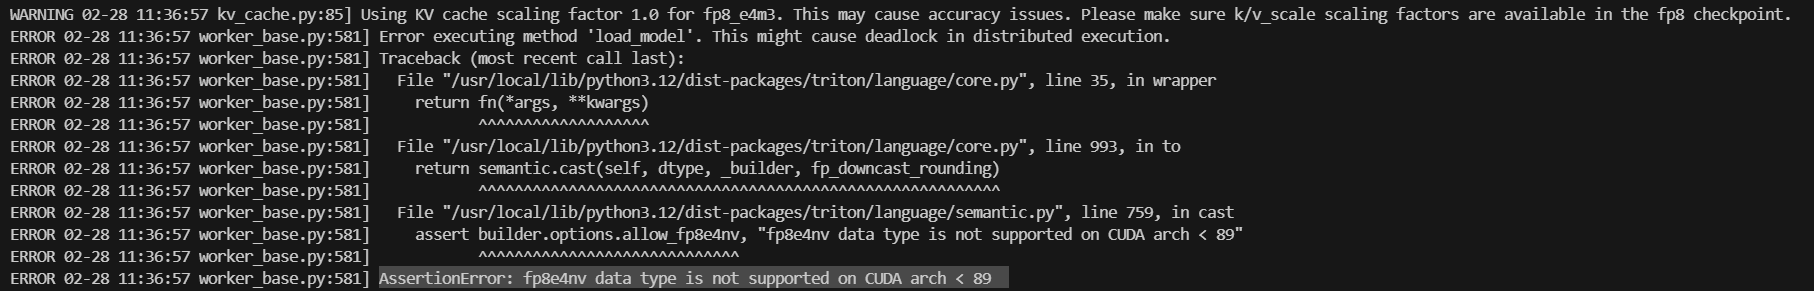 WARNING 02-28 11:36:57 kv_cache.py:85] Using KV cache scaling factor 1.0 for fp8_e4m3. This may cause accuracy issues. Please make sure k/v_scale scaling factors are available in the fp8 checkpoint.
ERROR 02-28 11:36:57 worker_base.py:581] Error executing method 'load_model'. This might cause deadlock in distributed execution.
ERROR 02-28 11:36:57 worker_base.py:581] Traceback (most recent call last):
ERROR 02-28 11:36:57 worker_base.py:581]   File "/usr/local/lib/python3.12/dist-packages/triton/language/core.py", line 35, in wrapper
ERROR 02-28 11:36:57 worker_base.py:581]     return fn(*args, **kwargs)
ERROR 02-28 11:36:57 worker_base.py:581]            ^^^^^^^^^^^^^^^^^^^
ERROR 02-28 11:36:57 worker_base.py:581]   File "/usr/local/lib/python3.12/dist-packages/triton/language/core.py", line 993, in to
ERROR 02-28 11:36:57 worker_base.py:581]     return semantic.cast(self, dtype, _builder, fp_downcast_rounding)
ERROR 02-28 11:36:57 worker_base.py:581]            ^^^^^^^^^^^^^^^^^^^^^^^^^^^^^^^^^^^^^^^^^^^^^^^^^^^^^^^^^^
ERROR 02-28 11:36:57 worker_base.py:581]   File "/usr/local/lib/python3.12/dist-packages/triton/language/semantic.py", line 759, in cast
ERROR 02-28 11:36:57 worker_base.py:581]     assert builder.options.allow_fp8e4nv, "fp8e4nv data type is not supported on CUDA arch < 89"
ERROR 02-28 11:36:57 worker_base.py:581]            ^^^^^^^^^^^^^^^^^^^^^^^^^^^^^
ERROR 02-28 11:36:57 worker_base.py:581] AssertionError: fp8e4nv data type is not supported on CUDA arch < 89